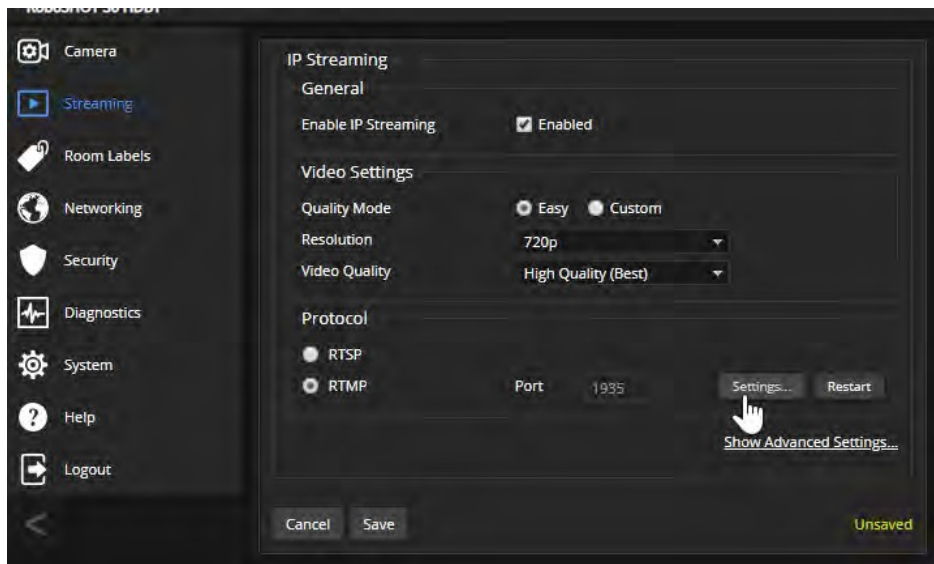 Camera
Streaming
Room Labels
Networking
Security
Diagnostics
System
Help
Logout
IP Streaming
General
Enable IP Streaming Enabled
Video Settings
Quality Mode Easy Custom
Resolution 720p
Video Quality High Quality (Best)
Protocol
RTSP
RTMP Port 1935 Settings... Restart
Show Advanced Settings...
Cancel Save Unsaved